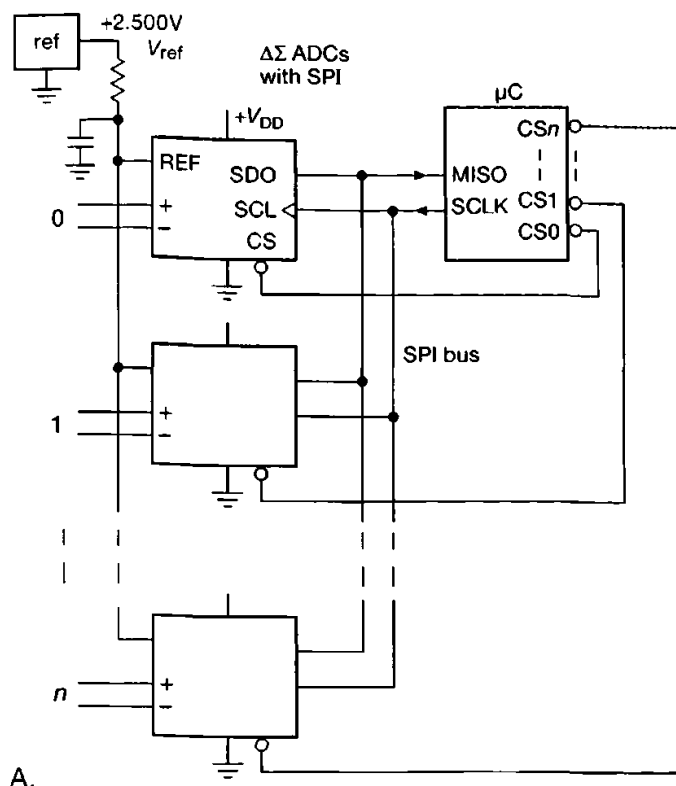 ref
+2.500V
Vref
ΔΣ ADCs
with SPI
µC
+VDD
REF
SDO
SCL
CS
+
−
0
MISO
SCLK
CSn
CS1
CS0
SPI bus
1
+
−
n
+
−
A.